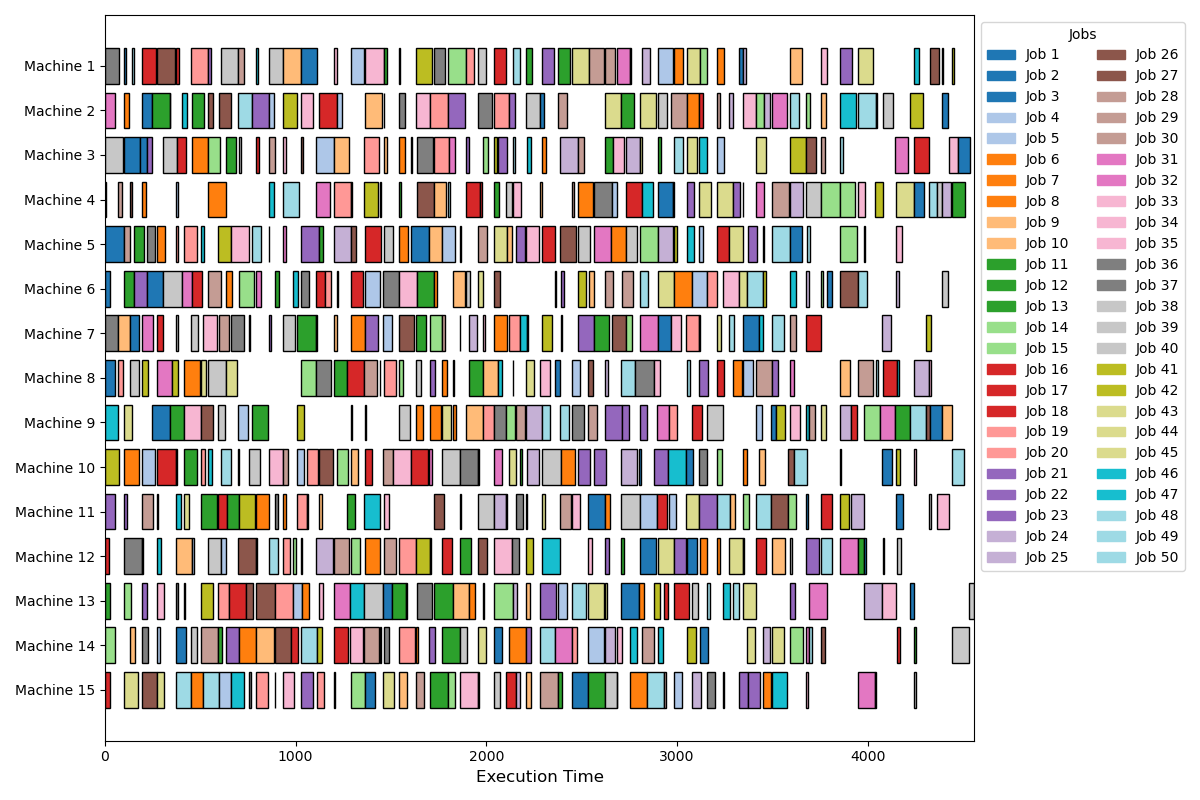 Machine 1
Machine 2
Machine 3
Machine 4
Machine 5
Machine 6
Machine 7
Machine 8
Machine 9
Machine 10
Machine 11
Machine 12
Machine 13
Machine 14
Machine 15
0 1000 2000 3000 4000
Execution Time
Jobs
Job 1
Job 2
Job 3
Job 4
Job 5
Job 6
Job 7
Job 8
Job 9
Job 10
Job 11
Job 12
Job 13
Job 14
Job 15
Job 16
Job 17
Job 18
Job 19
Job 20
Job 21
Job 22
Job 23
Job 24
Job 25
Job 26
Job 27
Job 28
Job 29
Job 30
Job 31
Job 32
Job 33
Job 34
Job 35
Job 36
Job 37
Job 38
Job 39
Job 40
Job 41
Job 42
Job 43
Job 44
Job 45
Job 46
Job 47
Job 48
Job 49
Job 50